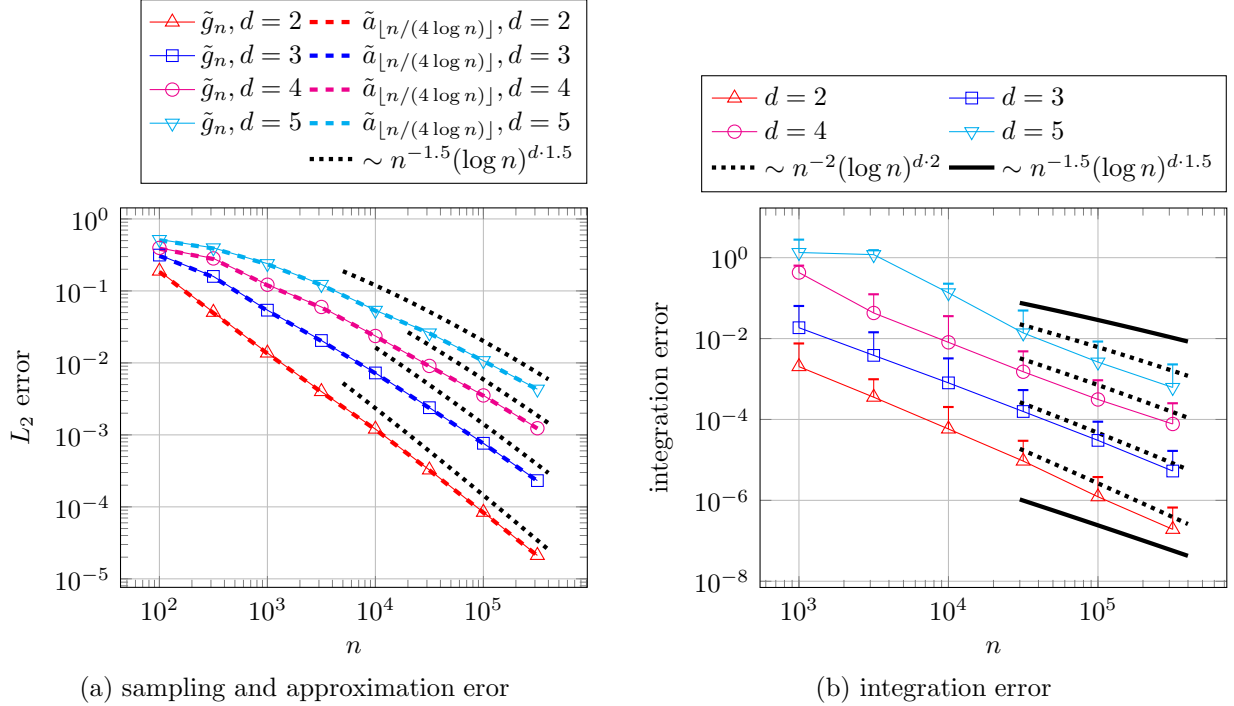 g̃ₙ, d = 2 ã⌊n/(4 log n)⌋, d = 2
g̃ₙ, d = 3 ã⌊n/(4 log n)⌋, d = 3
g̃ₙ, d = 4 ã⌊n/(4 log n)⌋, d = 4
g̃ₙ, d = 5 ã⌊n/(4 log n)⌋, d = 5
∼ n^{−1.5}(log n)^{d·1.5}
10^0
10^{−1}
10^{−2}
10^{−3}
10^{−4}
10^{−5}
L₂ error
10^2 10^3 10^4 10^5
n
(a) sampling and approximation eror
d = 2 d = 3
d = 4 d = 5
∼ n^{−2}(log n)^{d·2} ∼ n^{−1.5}(log n)^{d·1.5}
10^0
10^{−2}
10^{−4}
10^{−6}
10^{−8}
integration error
10^3 10^4 10^5
n
(b) integration error